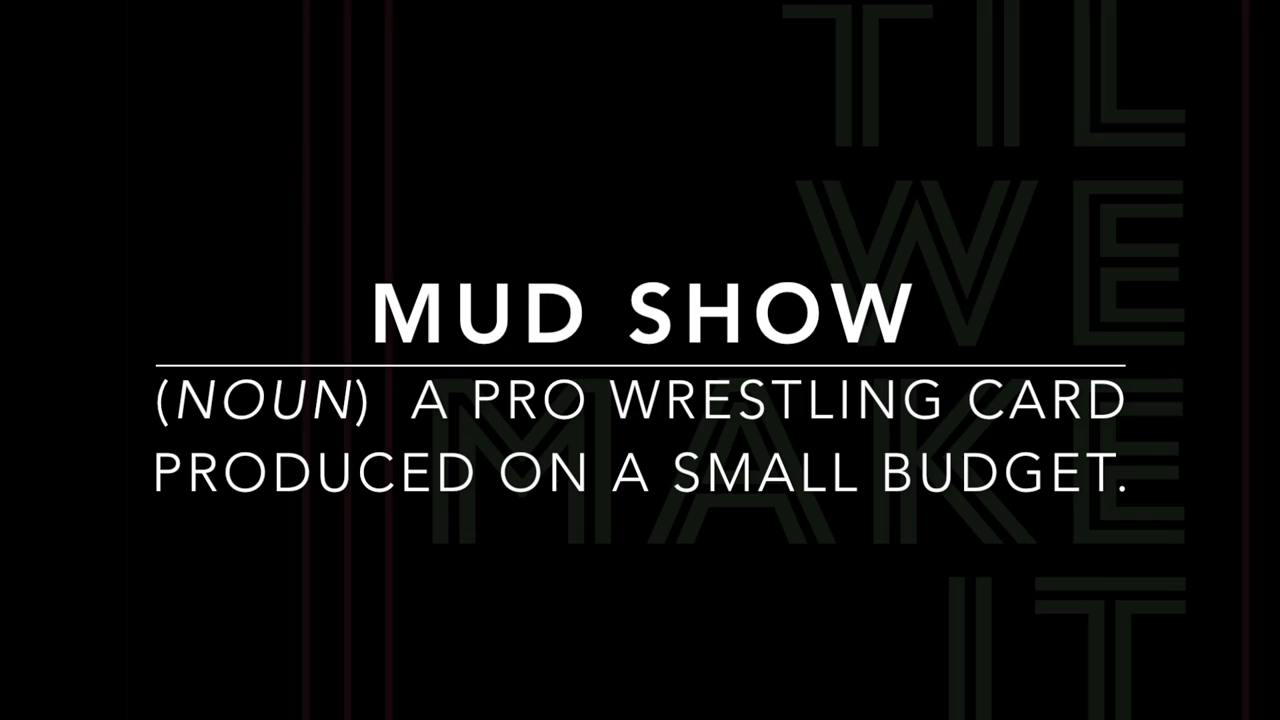 TIL
WE
MAKE
IT
MUD SHOW
(NOUN) A PRO WRESTLING CARD
PRODUCED ON A SMALL BUDGET.